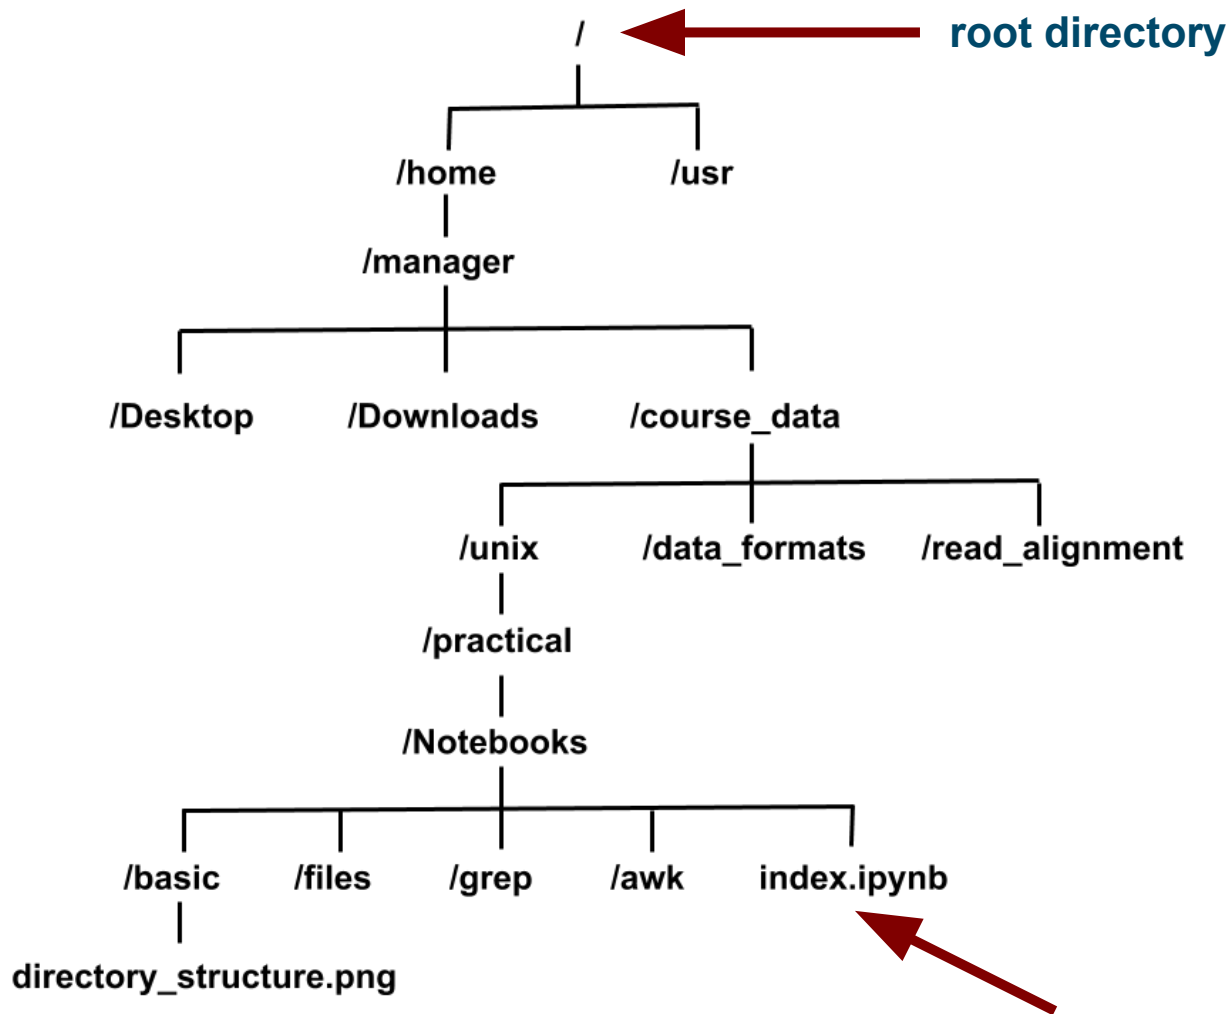 / root directory
/home /usr
/manager
/Desktop /Downloads /course_data
/unix /data_formats /read_alignment
/practical
/Notebooks
/basic /files /grep /awk index.ipynb
directory_structure.png